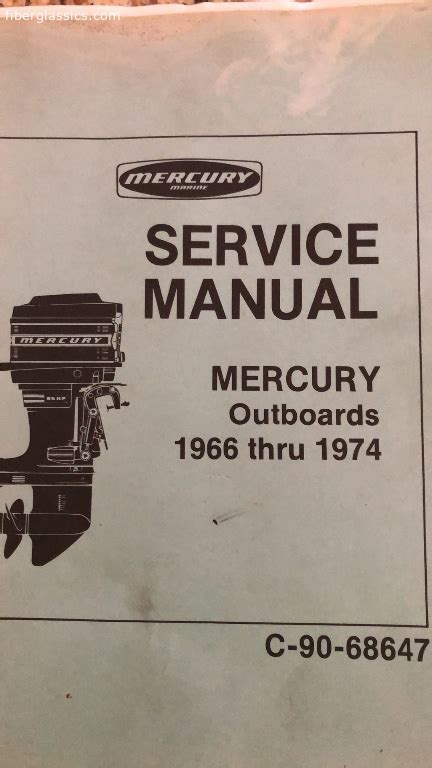 fiberglassics.com
MERCURY
MARINE
SERVICE
MANUAL
MERCURY
MERCURY
Outboards
1966 thru 1974
C-90-68647